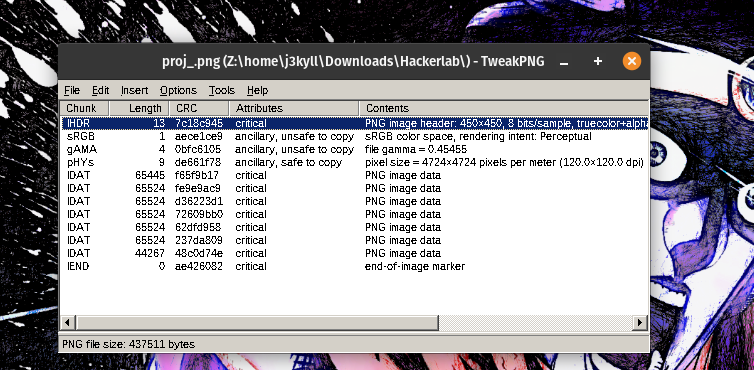 proj_.png (Z:\home\j3kyll\Downloads\Hackerlab\) - TweakPNG
File Edit Insert Options Tools Help
Chunk Length CRC Attributes Contents
IHDR 13 7c18c945 critical PNG image header: 450×450, 8 bits/sample, truecolor+alpha
sRGB 1 aece1ce9 ancillary, unsafe to copy sRGB color space, rendering intent: Perceptual
gAMA 4 0bfc6105 ancillary, unsafe to copy file gamma = 0.45455
pHYs 9 de661f78 ancillary, safe to copy pixel size = 4724×4724 pixels per meter (120.0×120.0 dpi)
IDAT 65445 f65f9b17 critical PNG image data
IDAT 65524 fe9e9ac9 critical PNG image data
IDAT 65524 d36223d1 critical PNG image data
IDAT 65524 72609bb0 critical PNG image data
IDAT 65524 62dfd958 critical PNG image data
IDAT 65524 237da809 critical PNG image data
IDAT 44267 48c0d74e critical PNG image data
IEND 0 ae426082 critical end-of-image marker
PNG file size: 437511 bytes